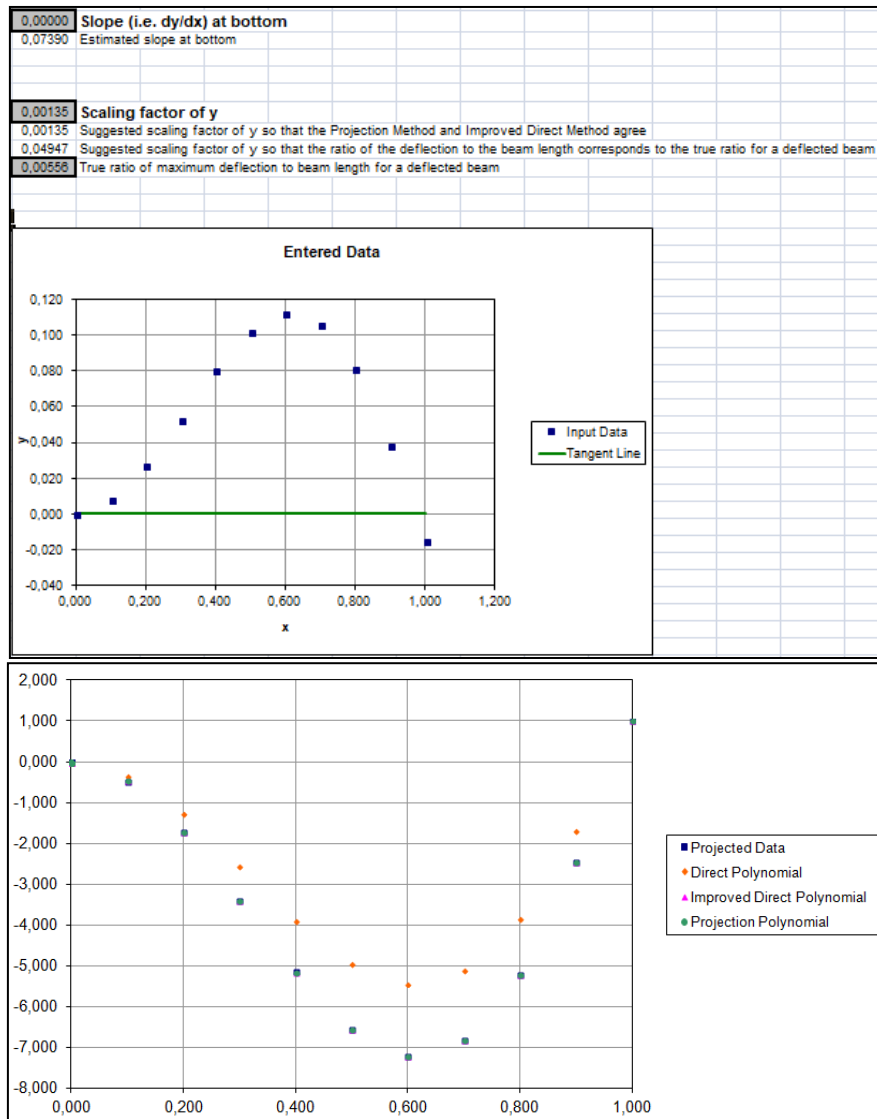 0,00000 Slope (i.e. dy/dx) at bottom
0,07390 Estimated slope at bottom
0,00135 Scaling factor of y
0,00135 Suggested scaling factor of y so that the Projection Method and Improved Direct Method agree
0,04947 Suggested scaling factor of y so that the ratio of the deflection to the beam length corresponds to the true ratio for a deflected beam
0,00556 True ratio of maximum deflection to beam length for a deflected beam
Entered Data
0,120
0,100
0,080
0,060
0,040
0,020
0,000
-0,020
-0,040
y
0,000 0,200 0,400 0,600 0,800 1,000 1,200
x
Input Data
Tangent Line
2,000
1,000
0,000
-1,000
-2,000
-3,000
-4,000
-5,000
-6,000
-7,000
-8,000
0,000 0,200 0,400 0,600 0,800 1,000
Projected Data
Direct Polynomial
Improved Direct Polynomial
Projection Polynomial